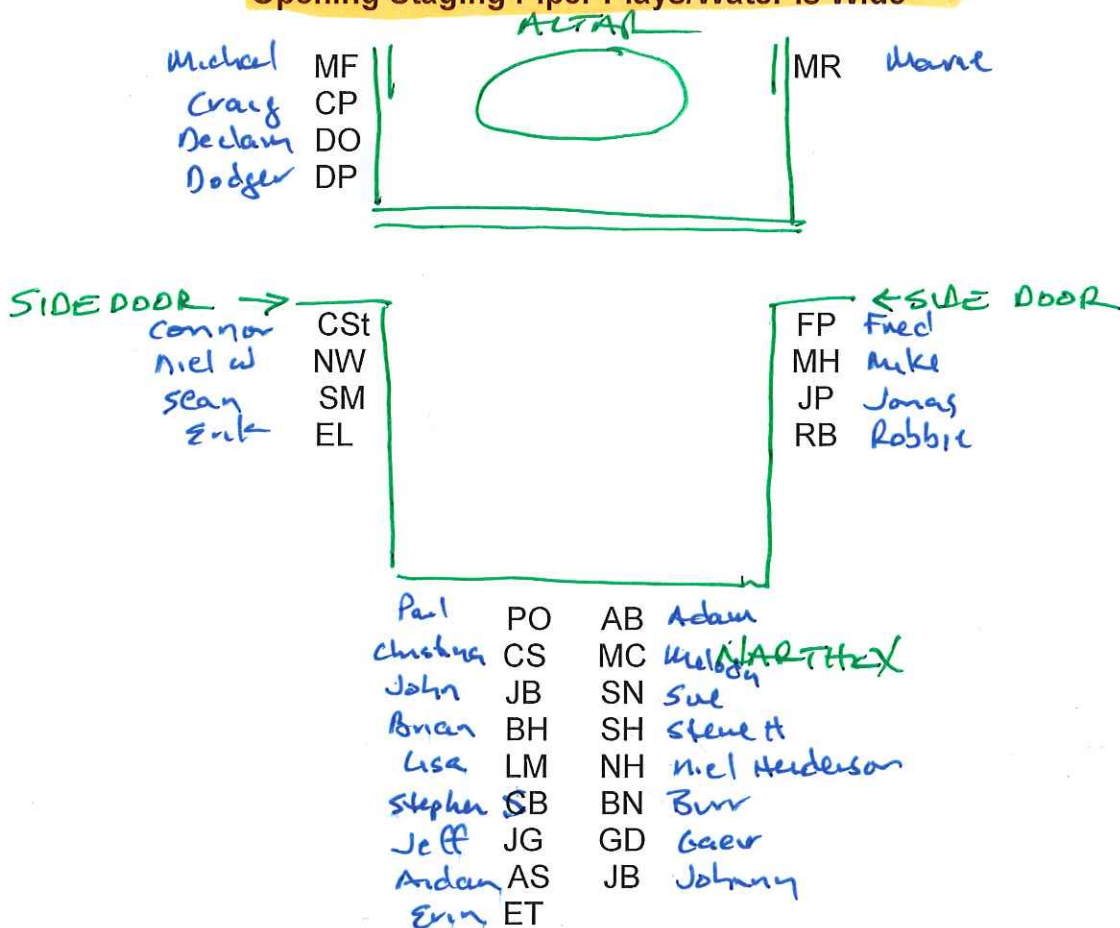 Opening Staging Piper Plays/Water is Wide
ALTAR
Michael MF MR Marie
Craig CP
Declan DO
Dodger DP
SIDE DOOR → ← SIDE DOOR
Connor CSt FP Fred
Niel W NW MH Mike
Sean SM JP Jonas
Erik EL RB Robbie
Paul PO AB Adam
Christina CS MC Melody NARTHEX
John JB SN Sue
Brian BH SH Steve H
Lisa LM NH Niel Henderson
Stephen SB BN Burr
Jeff JG GD
Aidan AS JB Johnny
Erin ET